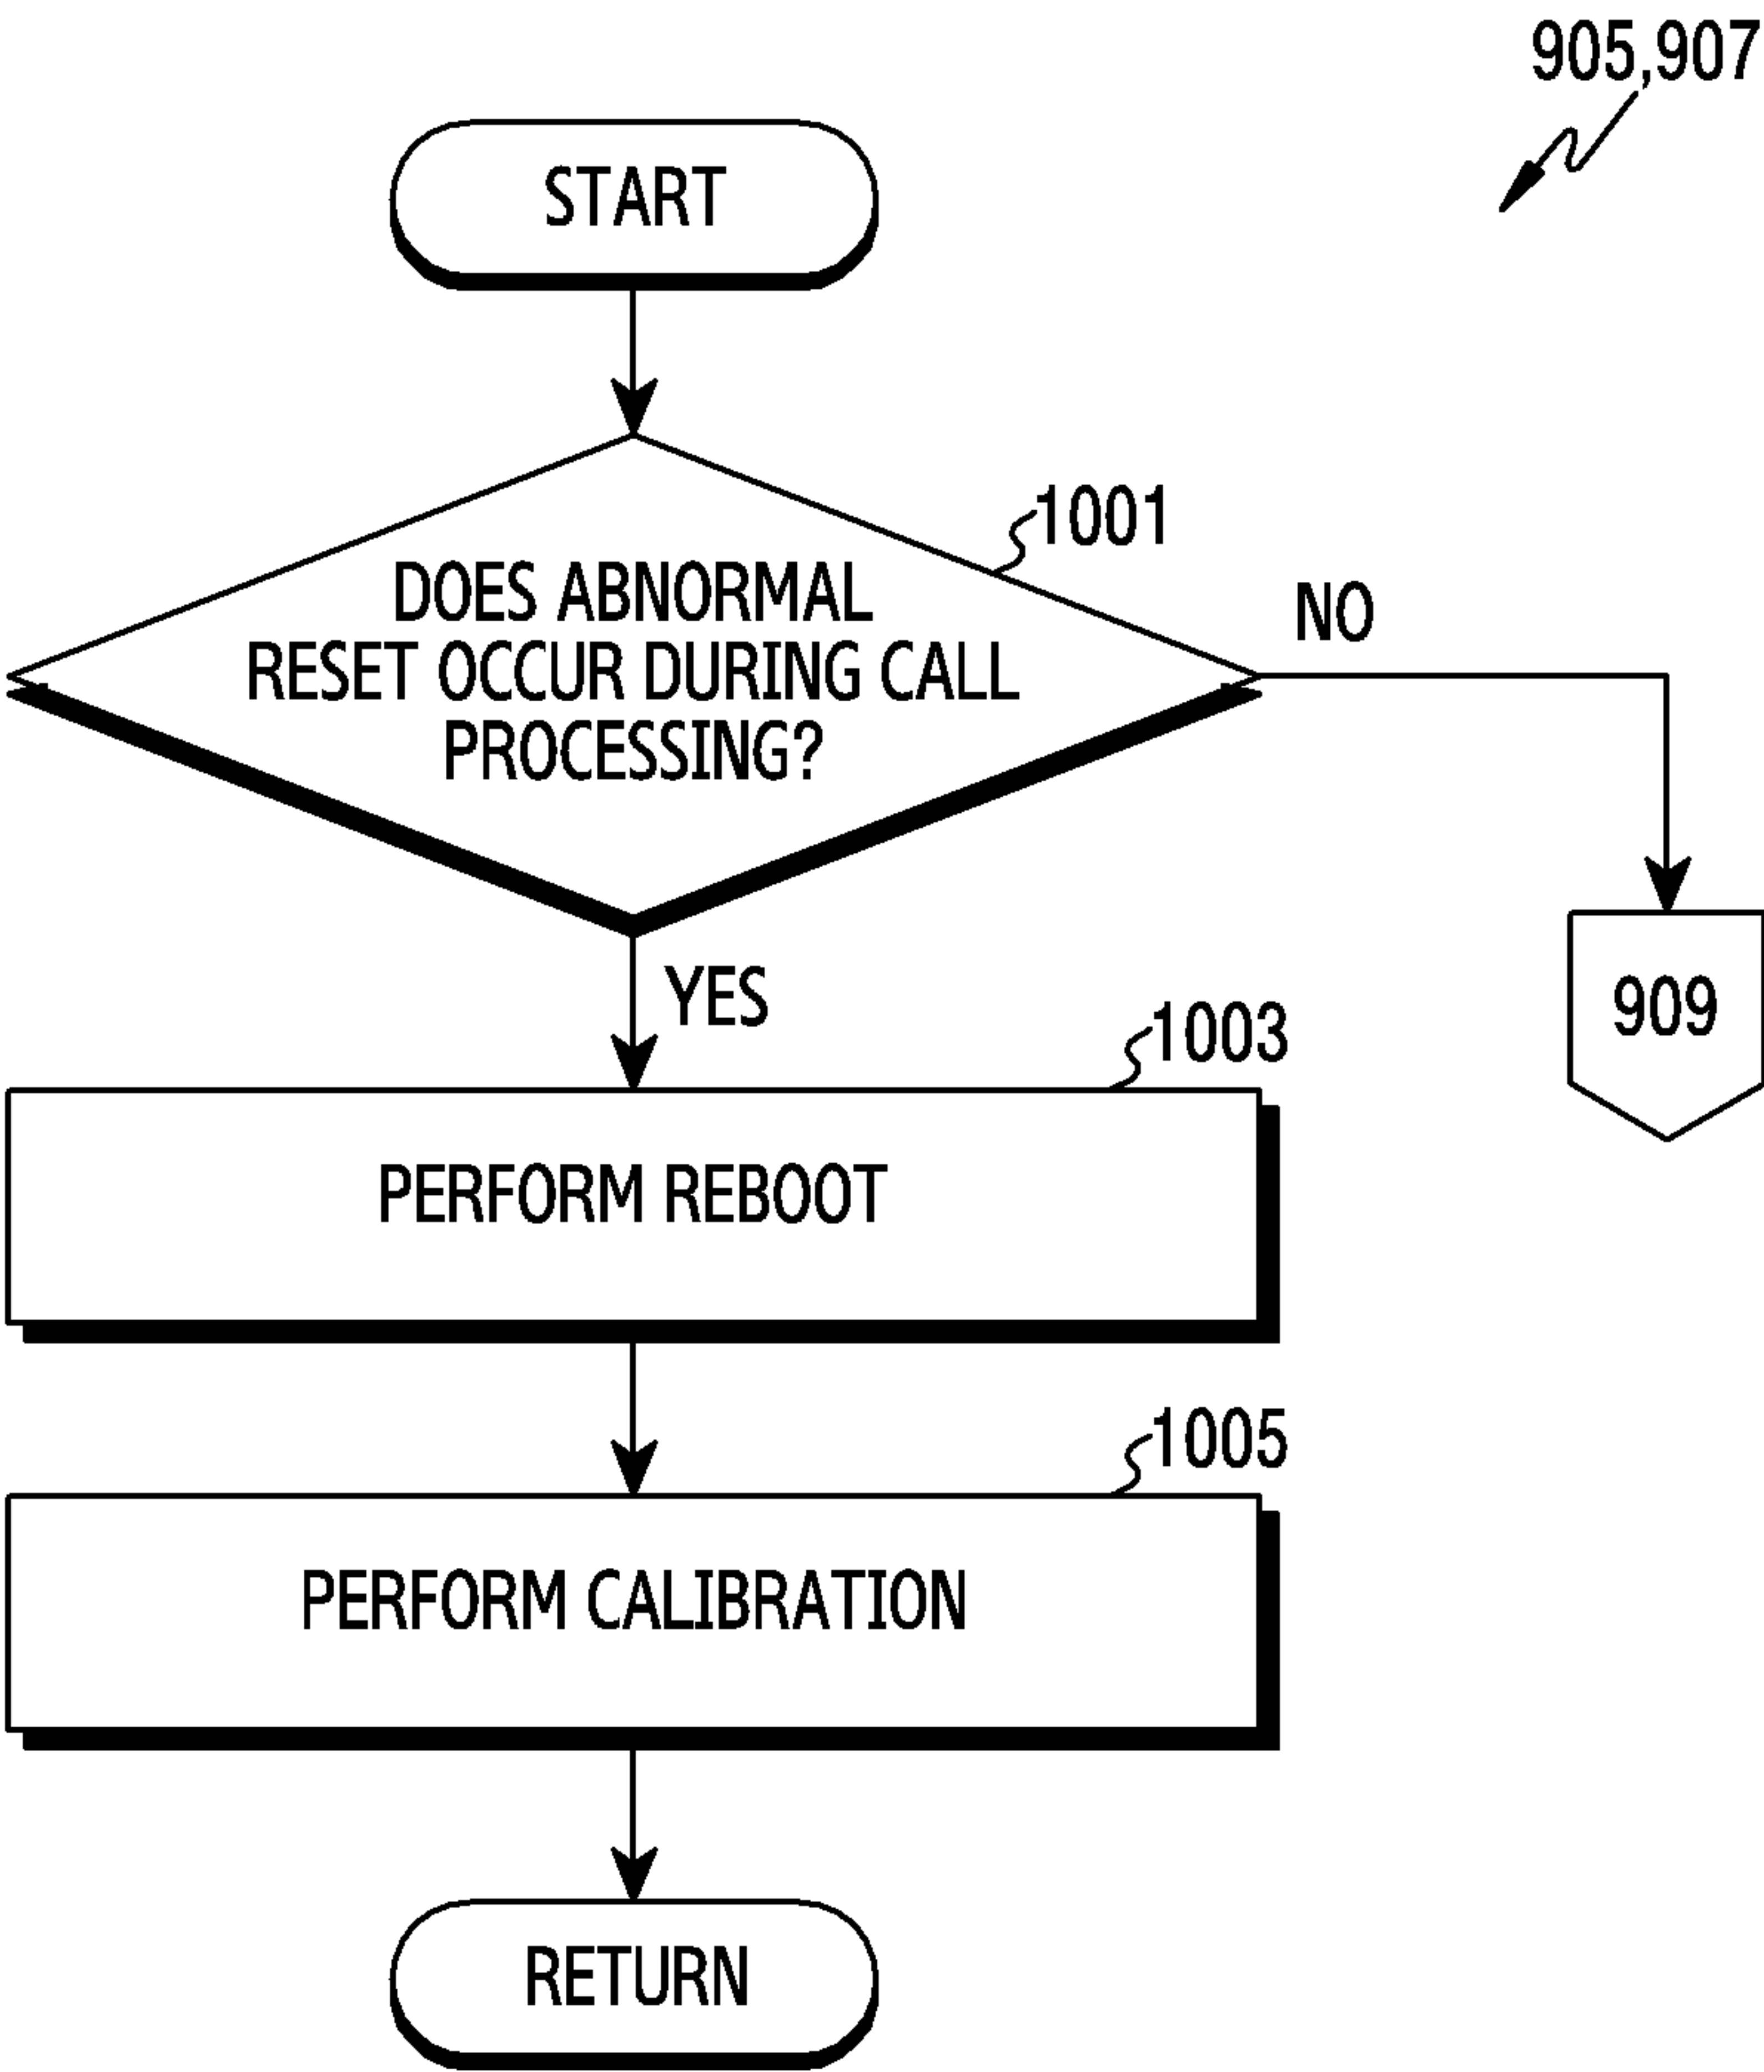 905,907
START
1001
DOES ABNORMAL
RESET OCCUR DURING CALL
PROCESSING?
NO
YES
909
1003
PERFORM REBOOT
1005
PERFORM CALIBRATION
RETURN